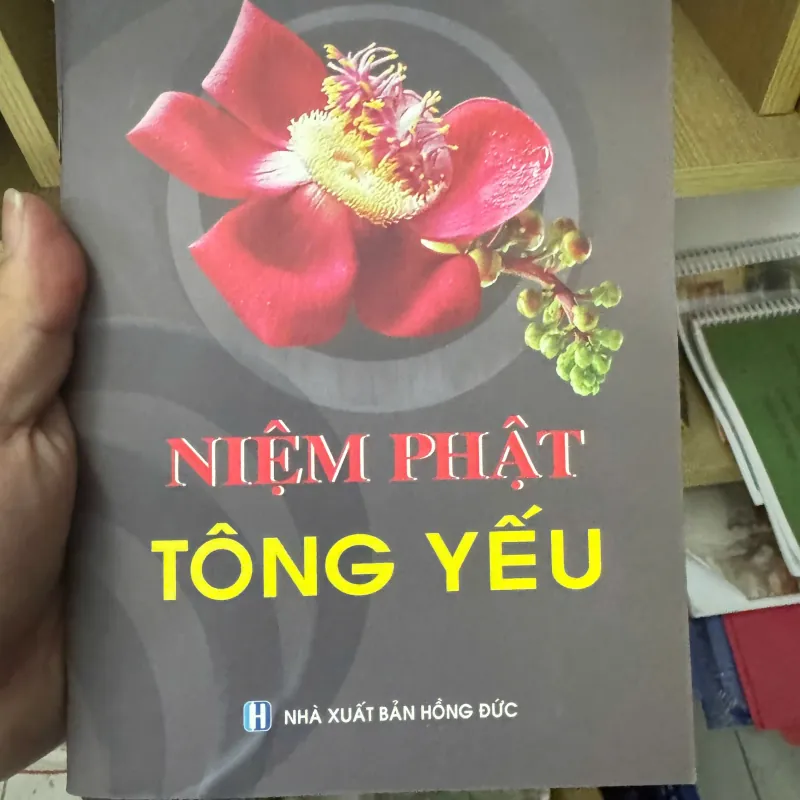 NIỆM PHẬT
TÔNG YẾU
H NHÀ XUẤT BẢN HỒNG ĐỨC